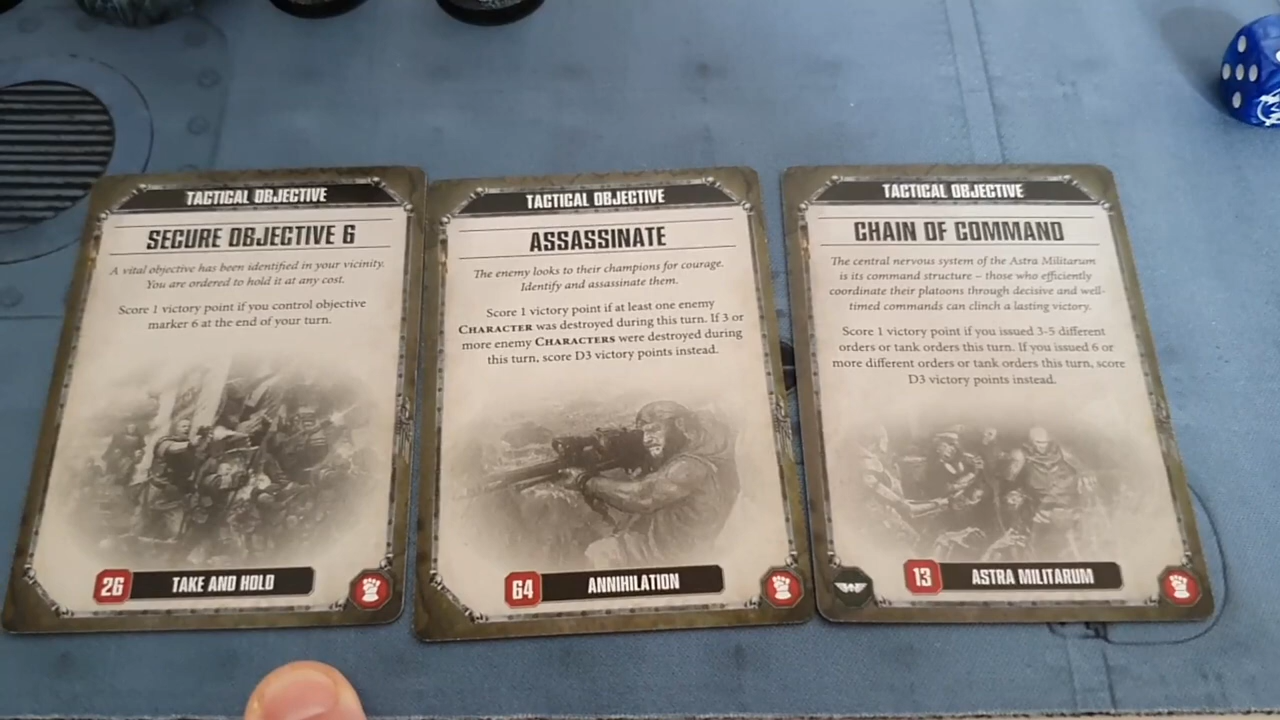 TACTICAL OBJECTIVE
SECURE OBJECTIVE 6
A vital objective has been identified in your vicinity.
You are ordered to hold it at any cost.
Score 1 victory point if you control objective
marker 6 at the end of your turn.
26 TAKE AND HOLD
TACTICAL OBJECTIVE
ASSASSINATE
The enemy looks to their champions for courage.
Identify and assassinate them.
Score 1 victory point if at least one enemy
CHARACTER was destroyed during this turn. If 3 or
more enemy CHARACTERS were destroyed during
this turn, score D3 victory points instead.
64 ANNIHILATION
TACTICAL OBJECTIVE
CHAIN OF COMMAND
The central nervous system of the Astra Militarum
is its command structure – those who efficiently
coordinate their platoons through decisive and well-
timed commands can clinch a lasting victory.
Score 1 victory point if you issued 3-5 different
orders or tank orders this turn. If you issued 6 or
more different orders or tank orders this turn, score
D3 victory points instead.
13 ASTRA MILITARUM